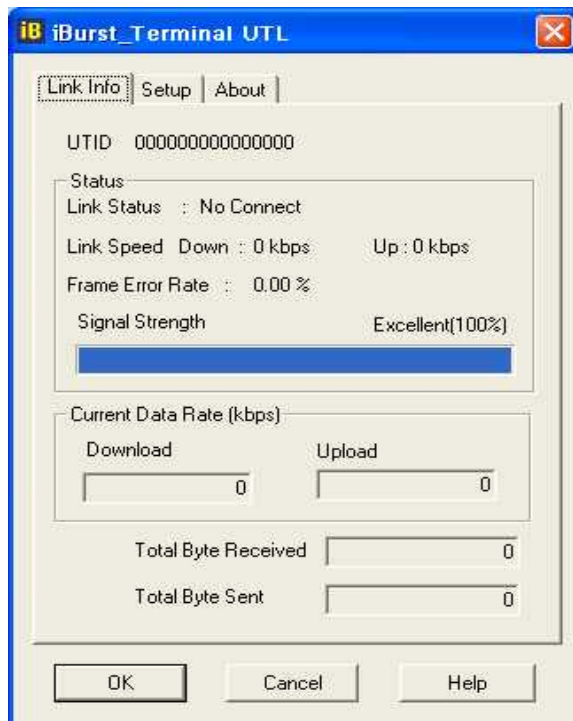 iB iBurst_Terminal UTL
Link Info Setup About
UTID 000000000000000
Status
Link Status : No Connect
Link Speed Down : 0 kbps Up : 0 kbps
Frame Error Rate : 0.00 %
Signal Strength Excellent(100%)
Current Data Rate (kbps)
Download Upload
0 0
Total Byte Received 0
Total Byte Sent 0
OK Cancel Help